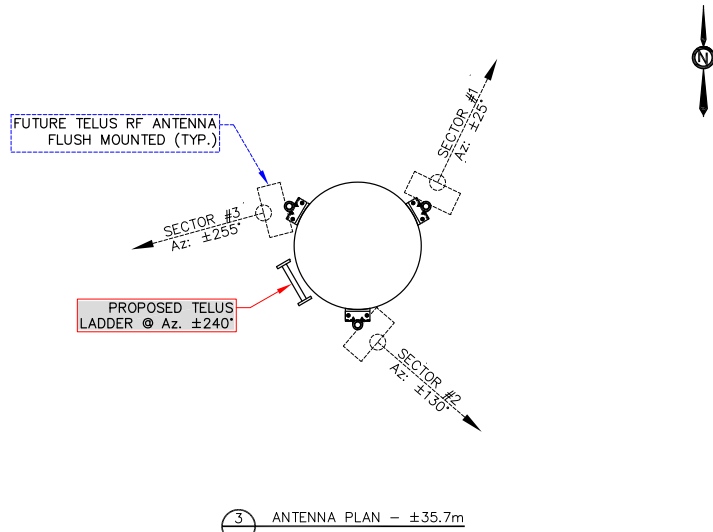 N
SECTOR #1
Az: ±25°
FUTURE TELUS RF ANTENNA
FLUSH MOUNTED (TYP.)
SECTOR #3
Az: ±255°
PROPOSED TELUS
LADDER @ Az. ±240°
SECTOR #2
Az: ±130°
3 ANTENNA PLAN - ±35.7m